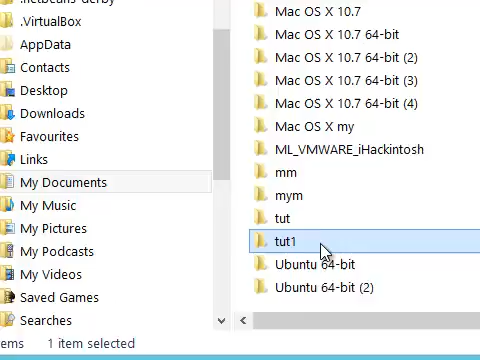 .netbeans-derby
.VirtualBox
AppData
Contacts
Desktop
Downloads
Favourites
Links
My Documents
My Music
My Pictures
My Podcasts
My Videos
Saved Games
Searches
Mac OS X 10.7
Mac OS X 10.7 64-bit
Mac OS X 10.7 64-bit (2)
Mac OS X 10.7 64-bit (3)
Mac OS X 10.7 64-bit (4)
Mac OS X my
ML_VMWARE_iHackintosh
mm
mym
tut
tut1
Ubuntu 64-bit
Ubuntu 64-bit (2)
ems 1 item selected